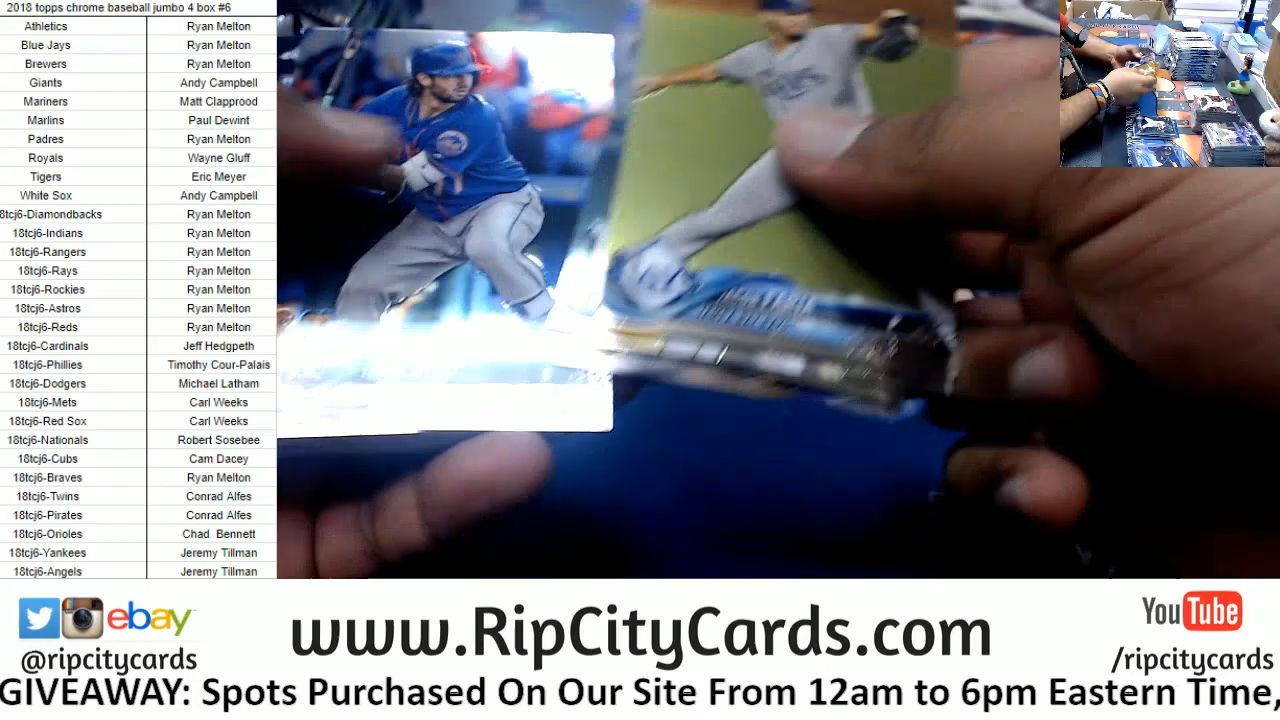 2018 topps chrome baseball jumbo 4 box #6
Athletics Ryan Melton
Blue Jays Ryan Melton
Brewers Ryan Melton
Giants Andy Campbell
Mariners Matt Clapprood
Marlins Paul Dewint
Padres Ryan Melton
Royals Wayne Gluff
Tigers Eric Meyer
White Sox Andy Campbell
8tcj6-Diamondbacks Ryan Melton
18tcj6-Indians Ryan Melton
18tcj6-Rangers Ryan Melton
18tcj6-Rays Ryan Melton
18tcj6-Rockies Ryan Melton
18tcj6-Astros Ryan Melton
18tcj6-Reds Ryan Melton
18tcj6-Cardinals Jeff Hedgpeth
18tcj6-Phillies Timothy Cour-Palais
18tcj6-Dodgers Michael Latham
18tcj6-Mets Carl Weeks
18tcj6-Red Sox Carl Weeks
18tcj6-Nationals Robert Sosebee
18tcj6-Cubs Cam Dacey
18tcj6-Braves Ryan Melton
18tcj6-Twins Conrad Alfes
18tcj6-Pirates Conrad Alfes
18tcj6-Orioles Chad Bennett
18tcj6-Yankees Jeremy Tillman
18tcj6-Angels Jeremy Tillman
ebay
@ripcitycards
www.RipCityCards.com
YouTube
/ripcitycards
GIVEAWAY: Spots Purchased On Our Site From 12am to 6pm Eastern Time,